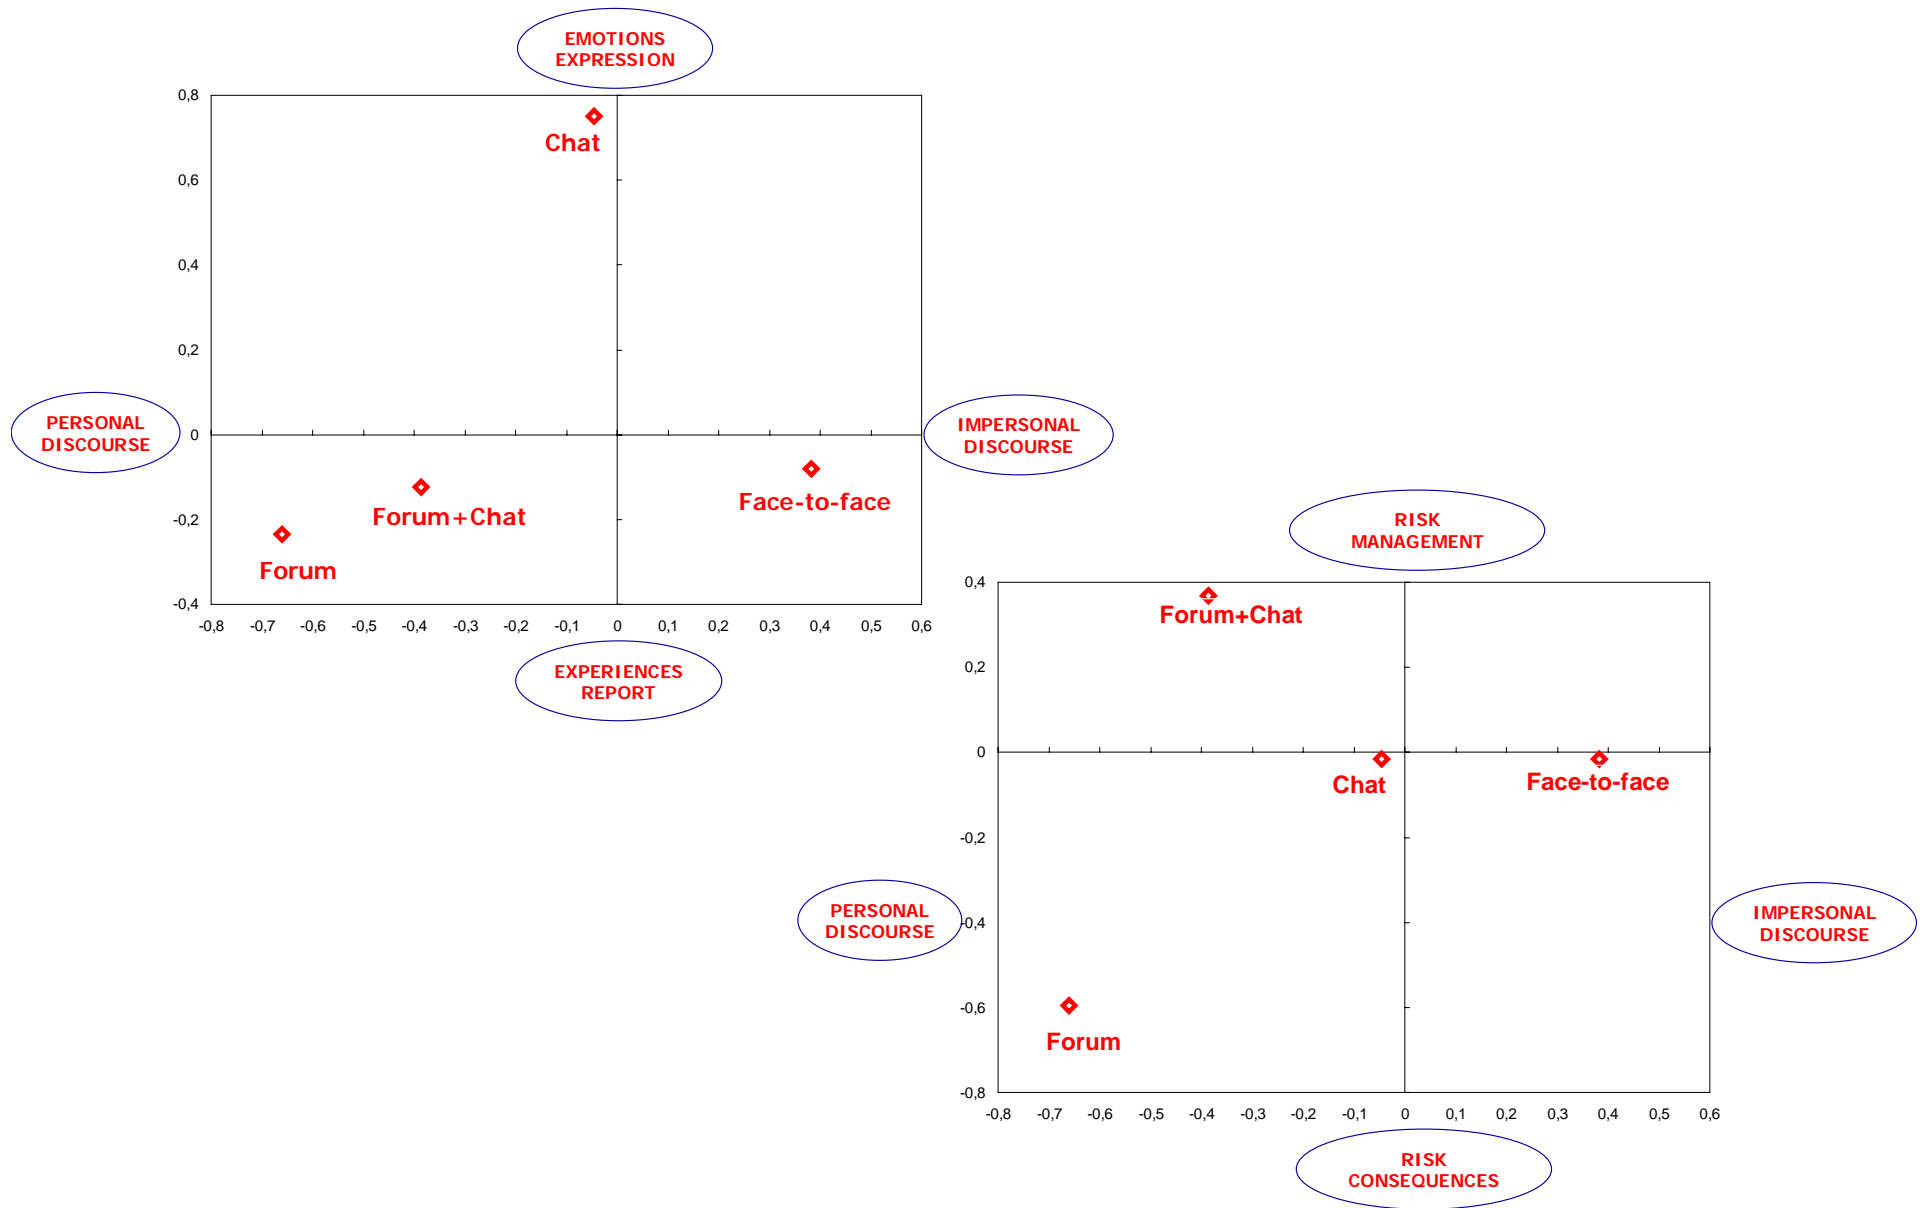 EMOTIONS
EXPRESSION
0,8
Chat
0,6
0,4
0,2
PERSONAL
DISCOURSE
0
IMPERSONAL
DISCOURSE
Face-to-face
Forum+Chat
-0,2
Forum
-0,4
-0,8 -0,7 -0,6 -0,5 -0,4 -0,3 -0,2 -0,1 0 0,1 0,2 0,3 0,4 0,5 0,6
EXPERIENCES
REPORT
RISK
MANAGEMENT
0,4
Forum+Chat
0,2
0
Chat
Face-to-face
-0,2
PERSONAL
DISCOURSE
-0,4
IMPERSONAL
DISCOURSE
-0,6
Forum
-0,8
-0,8 -0,7 -0,6 -0,5 -0,4 -0,3 -0,2 -0,1 0 0,1 0,2 0,3 0,4 0,5 0,6
RISK
CONSEQUENCES